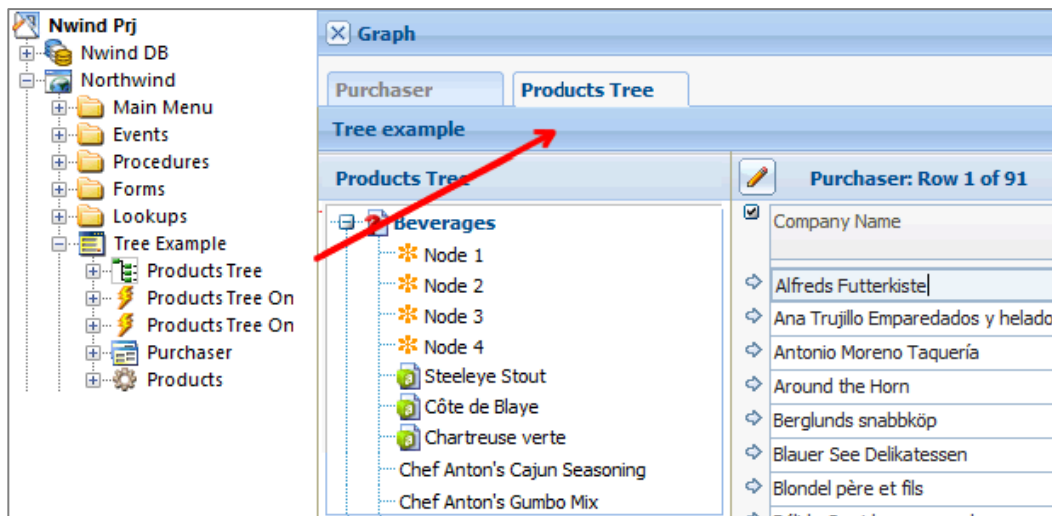 Nwind Prj
Nwind DB
Northwind
Main Menu
Events
Procedures
Forms
Lookups
Tree Example
Products Tree
Products Tree On
Products Tree On
Purchaser
Products
Graph
Purchaser
Products Tree
Tree example
Products Tree
Beverages
Node 1
Node 2
Node 3
Node 4
Steeleye Stout
Côte de Blaye
Chartreuse verte
Chef Anton's Cajun Seasoning
Chef Anton's Gumbo Mix
Purchaser: Row 1 of 91
Company Name
Alfreds Futterkiste
Ana Trujillo Emparedados y helado
Antonio Moreno Taquería
Around the Horn
Berglunds snabbköp
Blauer See Delikatessen
Blondel père et fils